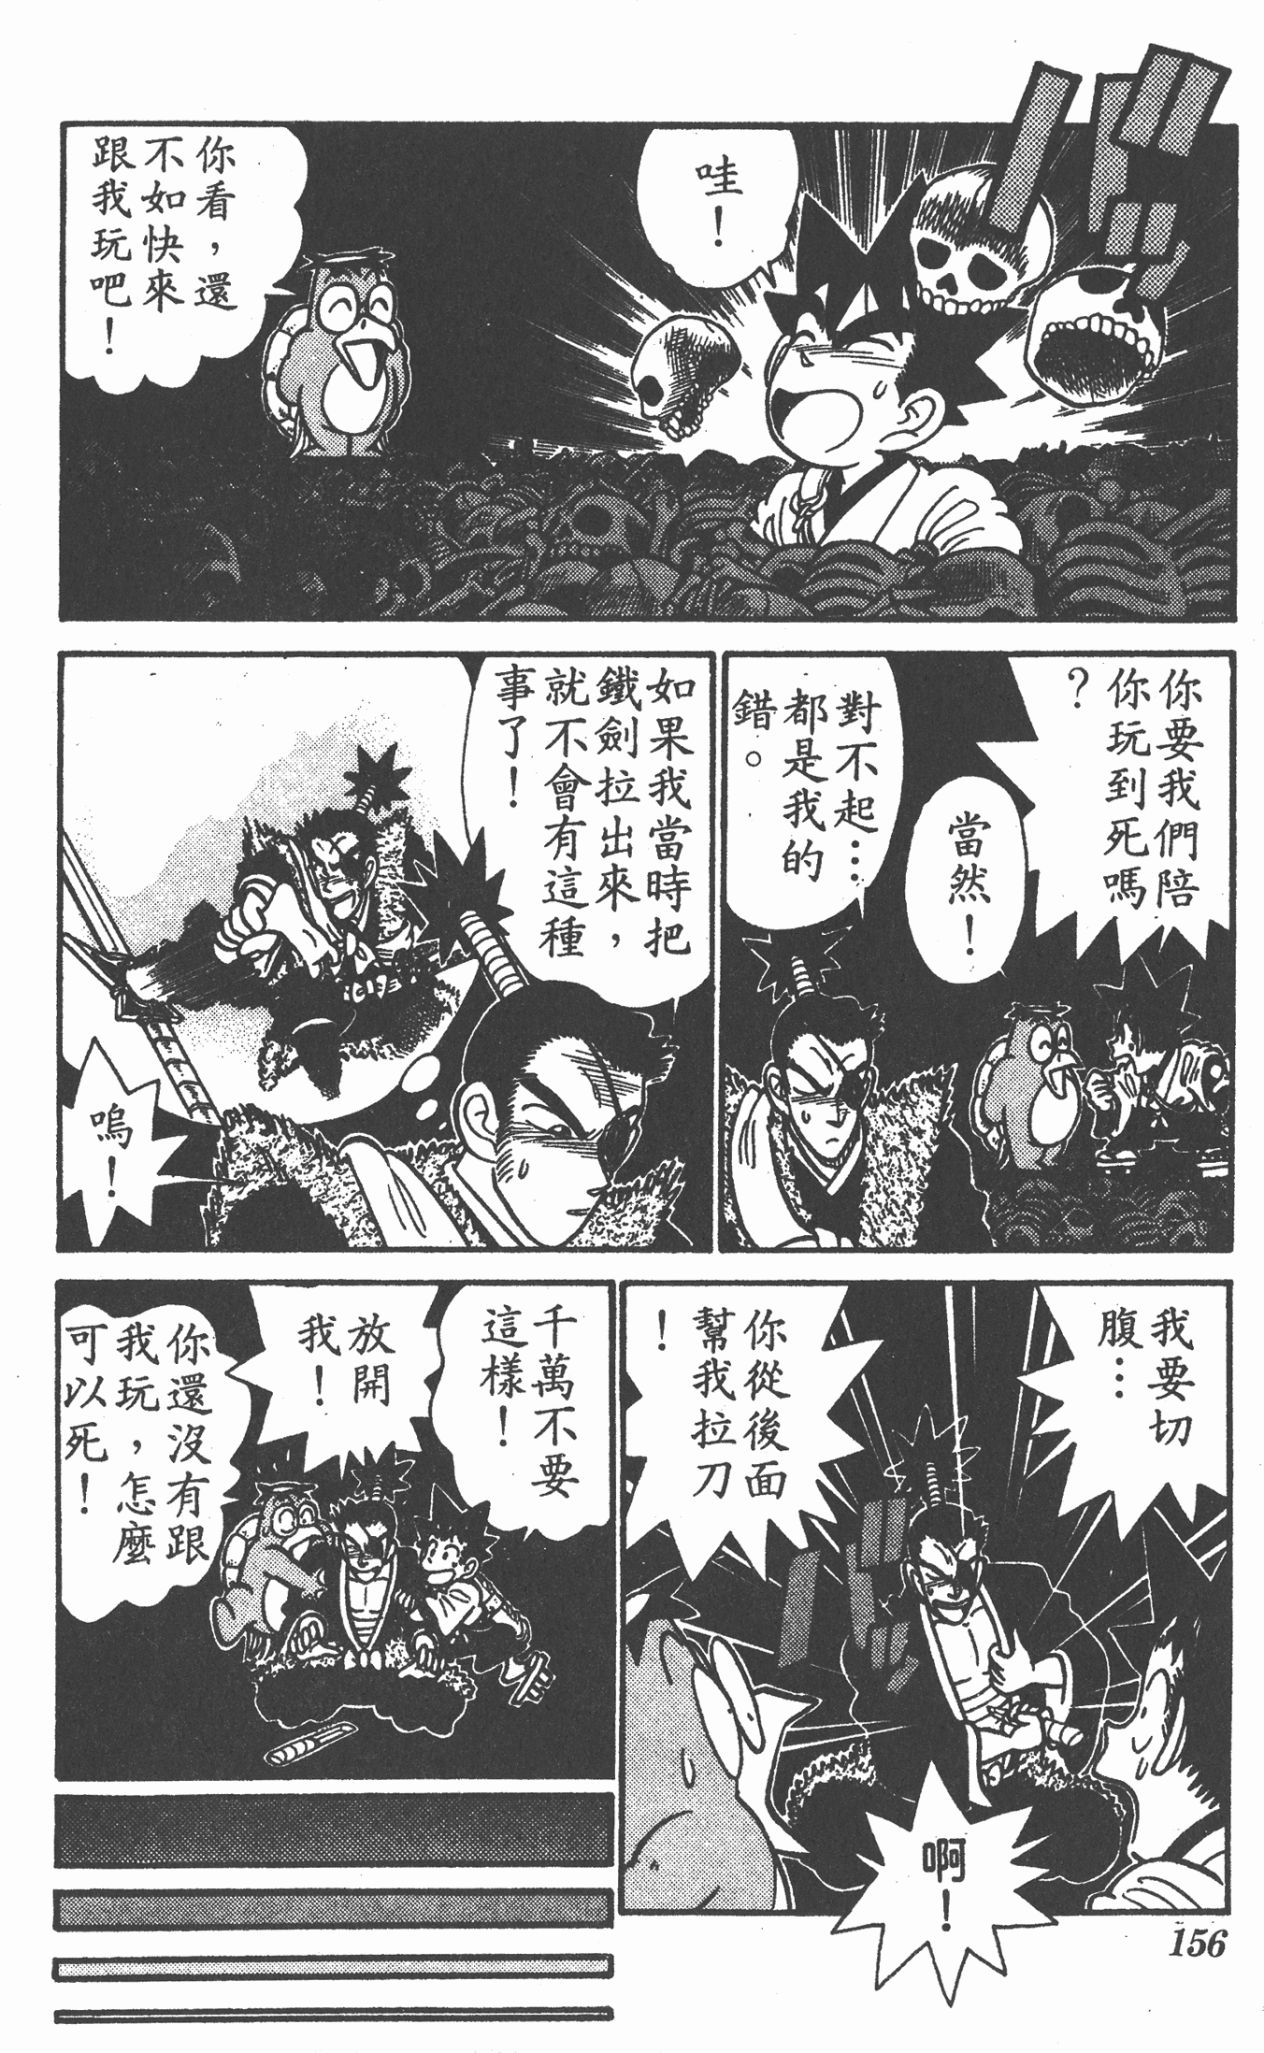 哇！
你看，還
不如快來
跟我玩吧！
你要我們陪
你玩到死嗎
？
當然！
對不起⋯
都是我的
錯。
如果我當時把
鐵劍拉出來，
就不會有這種
事了！
嗚！
我要切
腹⋯
你從後面
幫我拉刀
！
啊！
千萬不要
這樣！
放開
我！
你還沒有跟
我玩，怎麼
可以死！
156